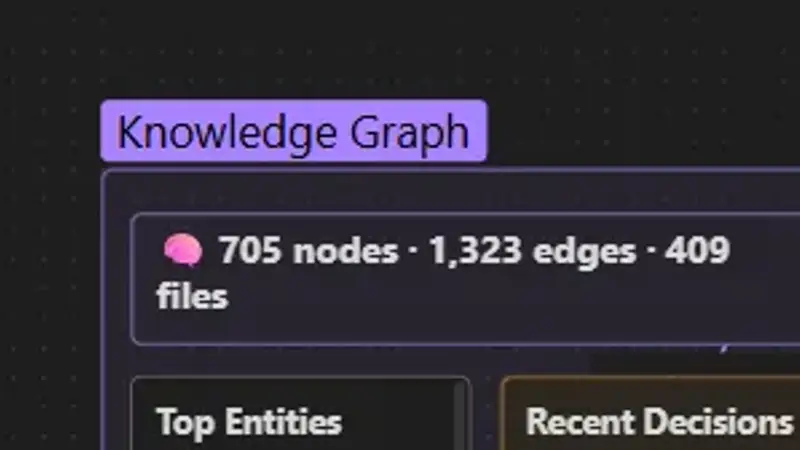 Knowledge Graph
🧠 705 nodes · 1,323 edges · 409
files
Top Entities
Recent Decisions